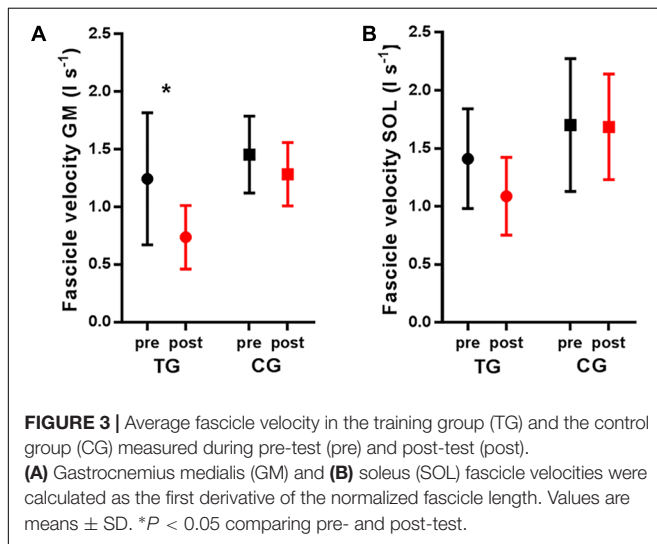 A
B
Fascicle velocity GM (l s⁻¹)
2.5
2.0
1.5
1.0
0.5
0.0
*
pre post pre post
TG CG
Fascicle velocity SOL (l s⁻¹)
2.5
2.0
1.5
1.0
0.5
0.0
pre post pre post
TG CG
FIGURE 3 | Average fascicle velocity in the training group (TG) and the control
group (CG) measured during pre-test (pre) and post-test (post).
(A) Gastrocnemius medialis (GM) and (B) soleus (SOL) fascicle velocities were
calculated as the first derivative of the normalized fascicle length. Values are
means ± SD. *P < 0.05 comparing pre- and post-test.